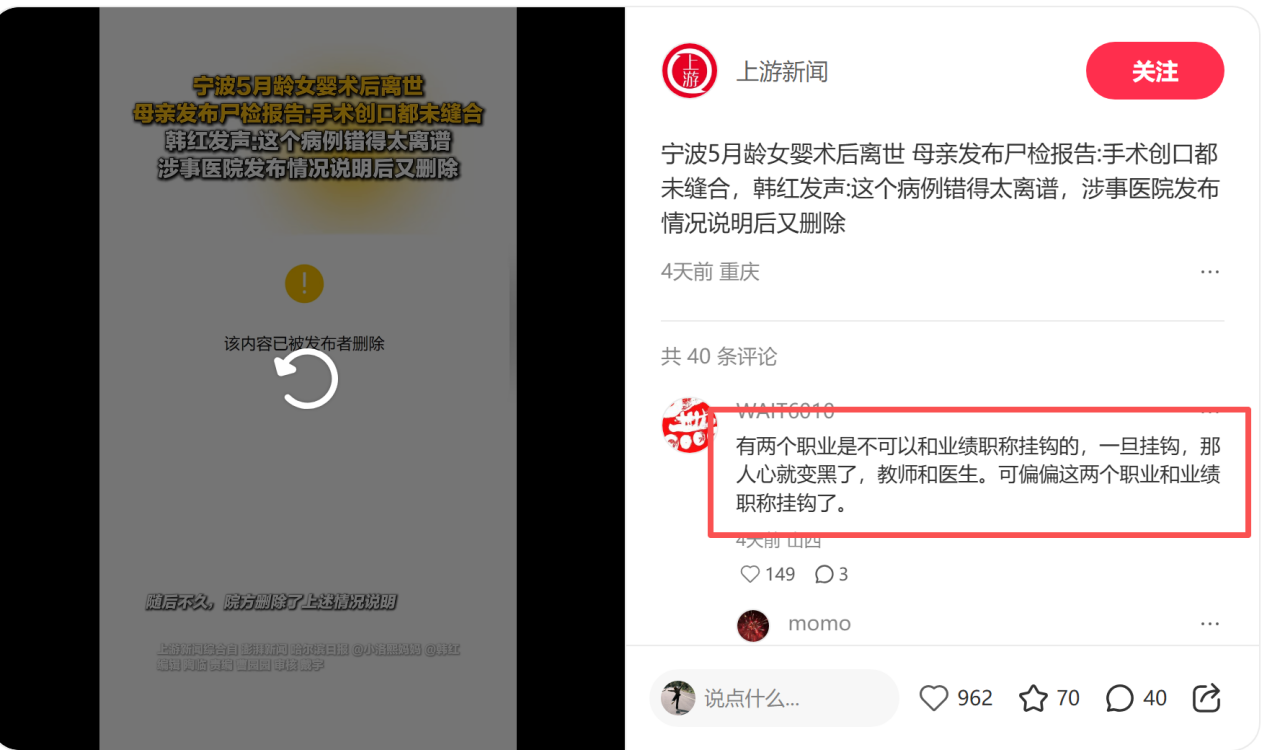 宁波5月龄女婴术后离世
母亲发布尸检报告:手术创口都未缝合
韩红发声:这个病例错得太离谱
涉事医院发布情况说明后又删除
!
该内容已被发布者删除
随后不久，院方删除了上述情况说明
上游新闻
关注
宁波5月龄女婴术后离世 母亲发布尸检报告:手术创口都
未缝合，韩红发声:这个病例错得太离谱，涉事医院发布
情况说明后又删除
4天前 重庆
共 40 条评论
WAIT6010
有两个职业是不可以和业绩职称挂钩的，一旦挂钩，那
人心就变黑了，教师和医生。可偏偏这两个职业和业绩
职称挂钩了。
4天前 山西
149 3
momo
说点什么...
962 70 40